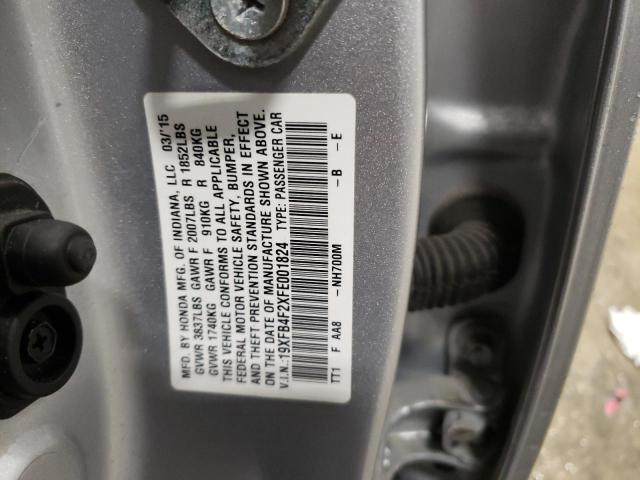 MFD. BY HONDA MFG. OF INDIANA, LLC 03/'15
GVWR 3837LBS GAWR F 2007LBS R 1852LBS
GVWR 1740KG GAWR F 910KG R 840KG
THIS VEHICLE CONFORMS TO ALL APPLICABLE
FEDERAL MOTOR VEHICLE SAFETY, BUMPER,
AND THEFT PREVENTION STANDARDS IN EFFECT
ON THE DATE OF MANUFACTURE SHOWN ABOVE.
V.I.N.:19XFB4F2XFE001824 TYPE: PASSENGER CAR
TT1 F AA8 – NH700M – B – E